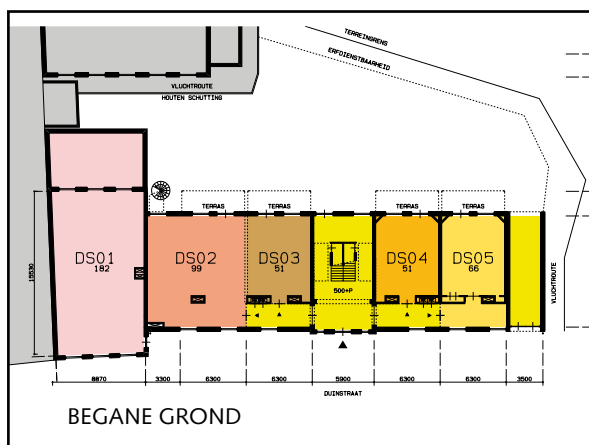 TERREINGRENS
ERFDIENSTBAARHEID
VLUCHTROUTE
HOUTEN SCHUTTING
TERRAS
TERRAS
TERRAS
TERRAS
DS01
182
DS02
99
DS03
51
DS04
51
DS05
66
500+P
15530
VLUCHTROUTE
8870
3300
6300
6300
5900
6300
6300
3500
DUINSTRAAT
BEGANE GROND